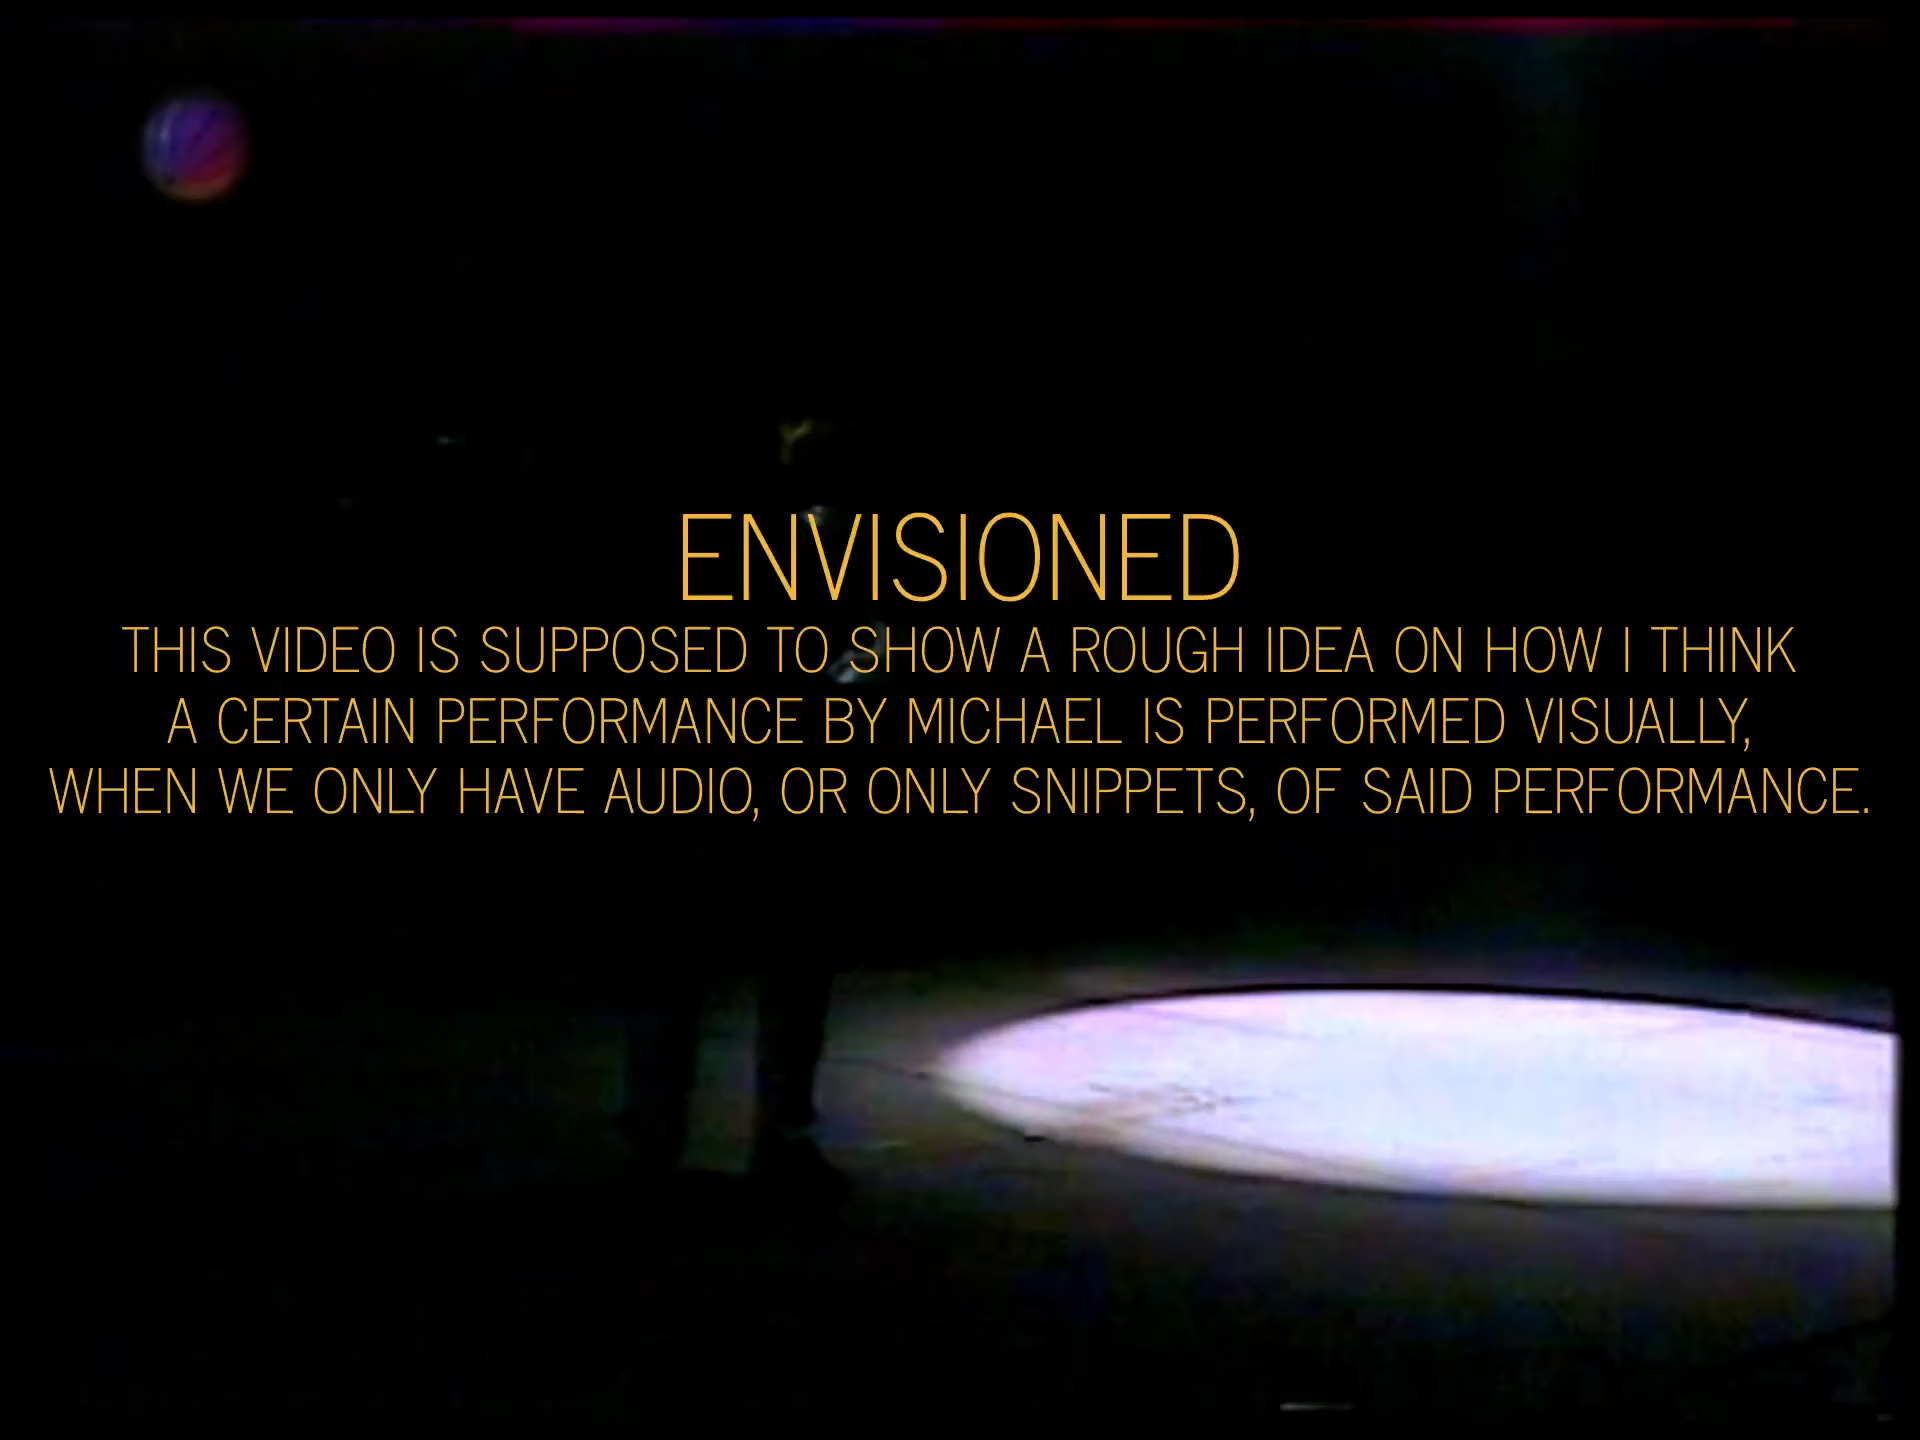 ENVISIONED
THIS VIDEO IS SUPPOSED TO SHOW A ROUGH IDEA ON HOW I THINK
A CERTAIN PERFORMANCE BY MICHAEL IS PERFORMED VISUALLY,
WHEN WE ONLY HAVE AUDIO, OR ONLY SNIPPETS, OF SAID PERFORMANCE.